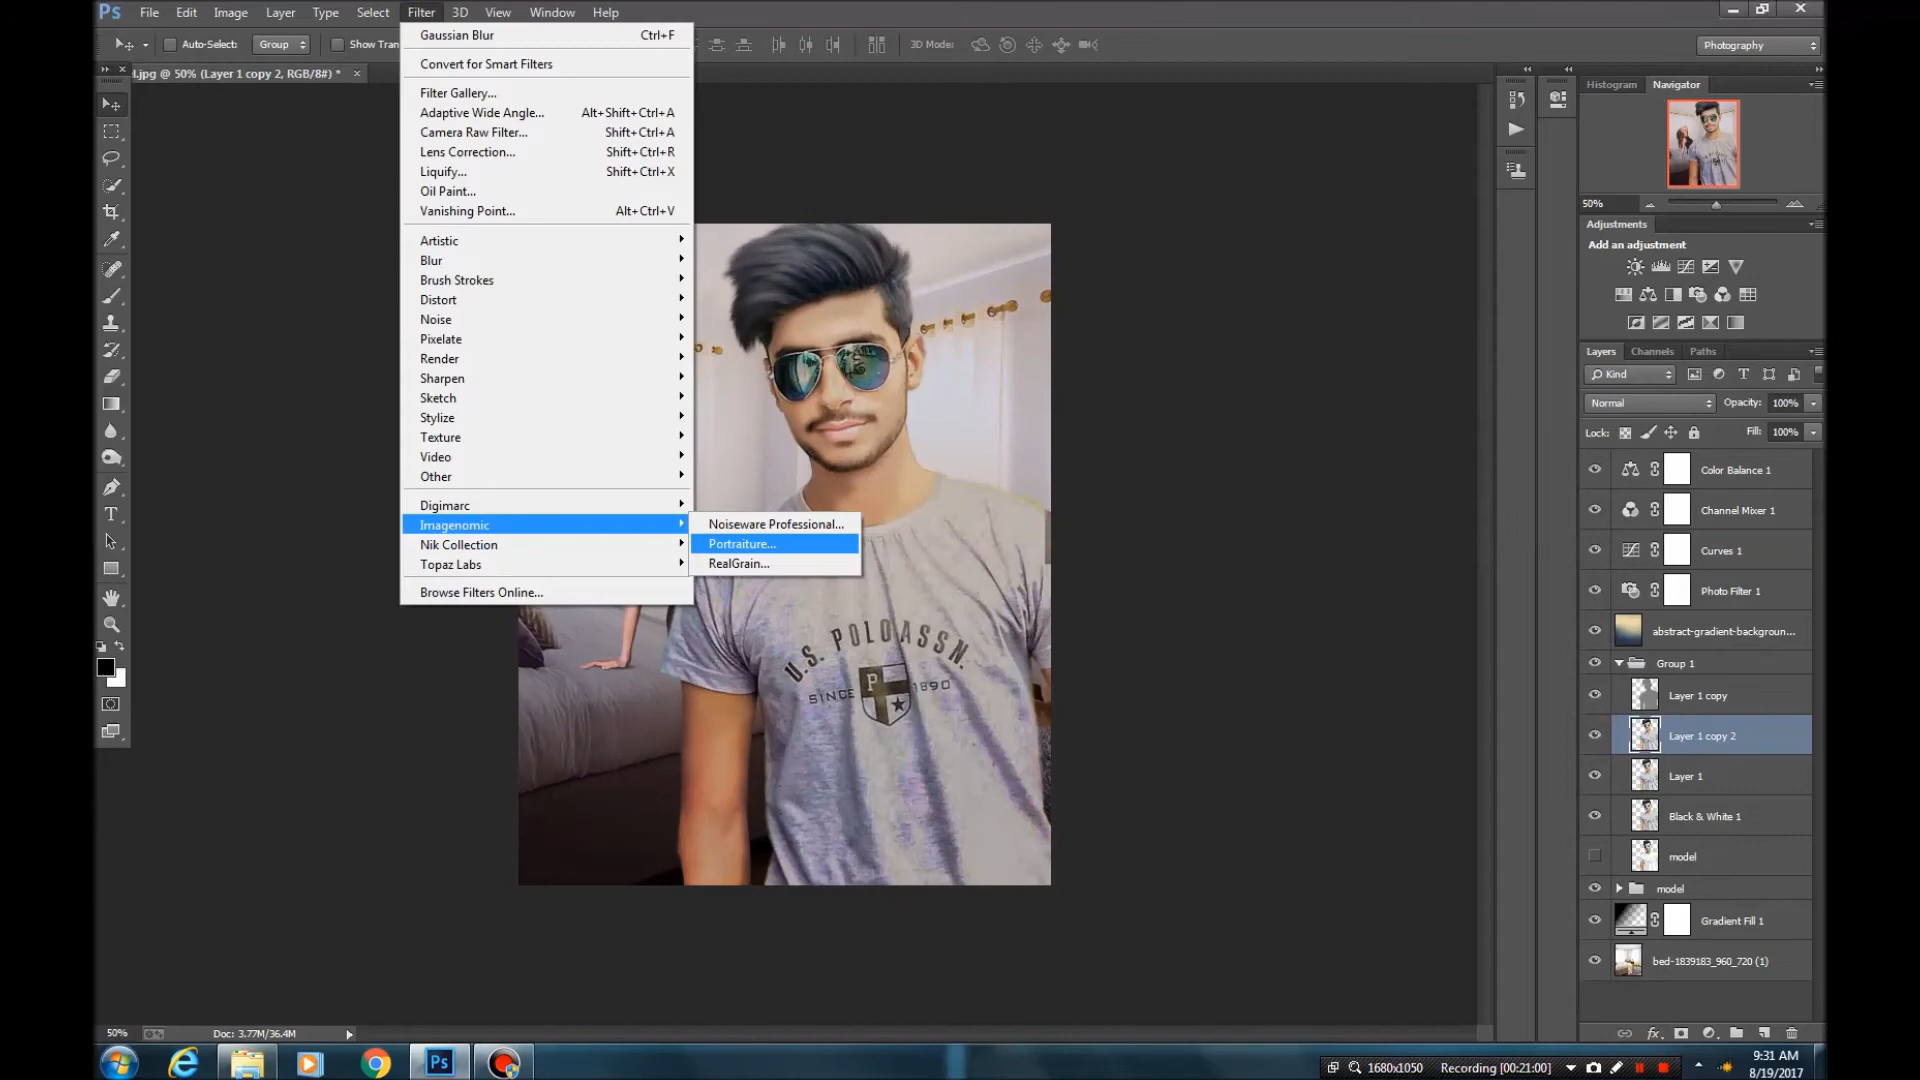 Ps File Edit Image Layer Type Select Filter 3D View Window Help
Auto-Select: Group Show Tran 3D Mode: Photography
l.jpg @ 50% (Layer 1 copy 2, RGB/8#) *
Gaussian Blur Ctrl+F
Convert for Smart Filters
Filter Gallery...
Adaptive Wide Angle... Alt+Shift+Ctrl+A
Camera Raw Filter... Shift+Ctrl+A
Lens Correction... Shift+Ctrl+R
Liquify... Shift+Ctrl+X
Oil Paint...
Vanishing Point... Alt+Ctrl+V
Artistic
Blur
Brush Strokes
Distort
Noise
Pixelate
Render
Sharpen
Sketch
Stylize
Texture
Video
Other
Digimarc
Imagenomic
Nik Collection
Topaz Labs
Browse Filters Online...
Noiseware Professional...
Portraiture...
RealGrain...
U.S. POLO ASSN.
SINCE P 1890
Histogram Navigator
50%
Adjustments
Add an adjustment
Layers Channels Paths
Kind
Normal Opacity: 100%
Lock: Fill: 100%
Color Balance 1
Channel Mixer 1
Curves 1
Photo Filter 1
abstract-gradient-backgroun...
Group 1
Layer 1 copy
Layer 1 copy 2
Layer 1
Black & White 1
model
model
Gradient Fill 1
bed-1839183_960_720 (1)
fx
50% Doc: 3.77M/36.4M
Ps
1680x1050 Recording [00:21:00]
9:31 AM
8/19/2017